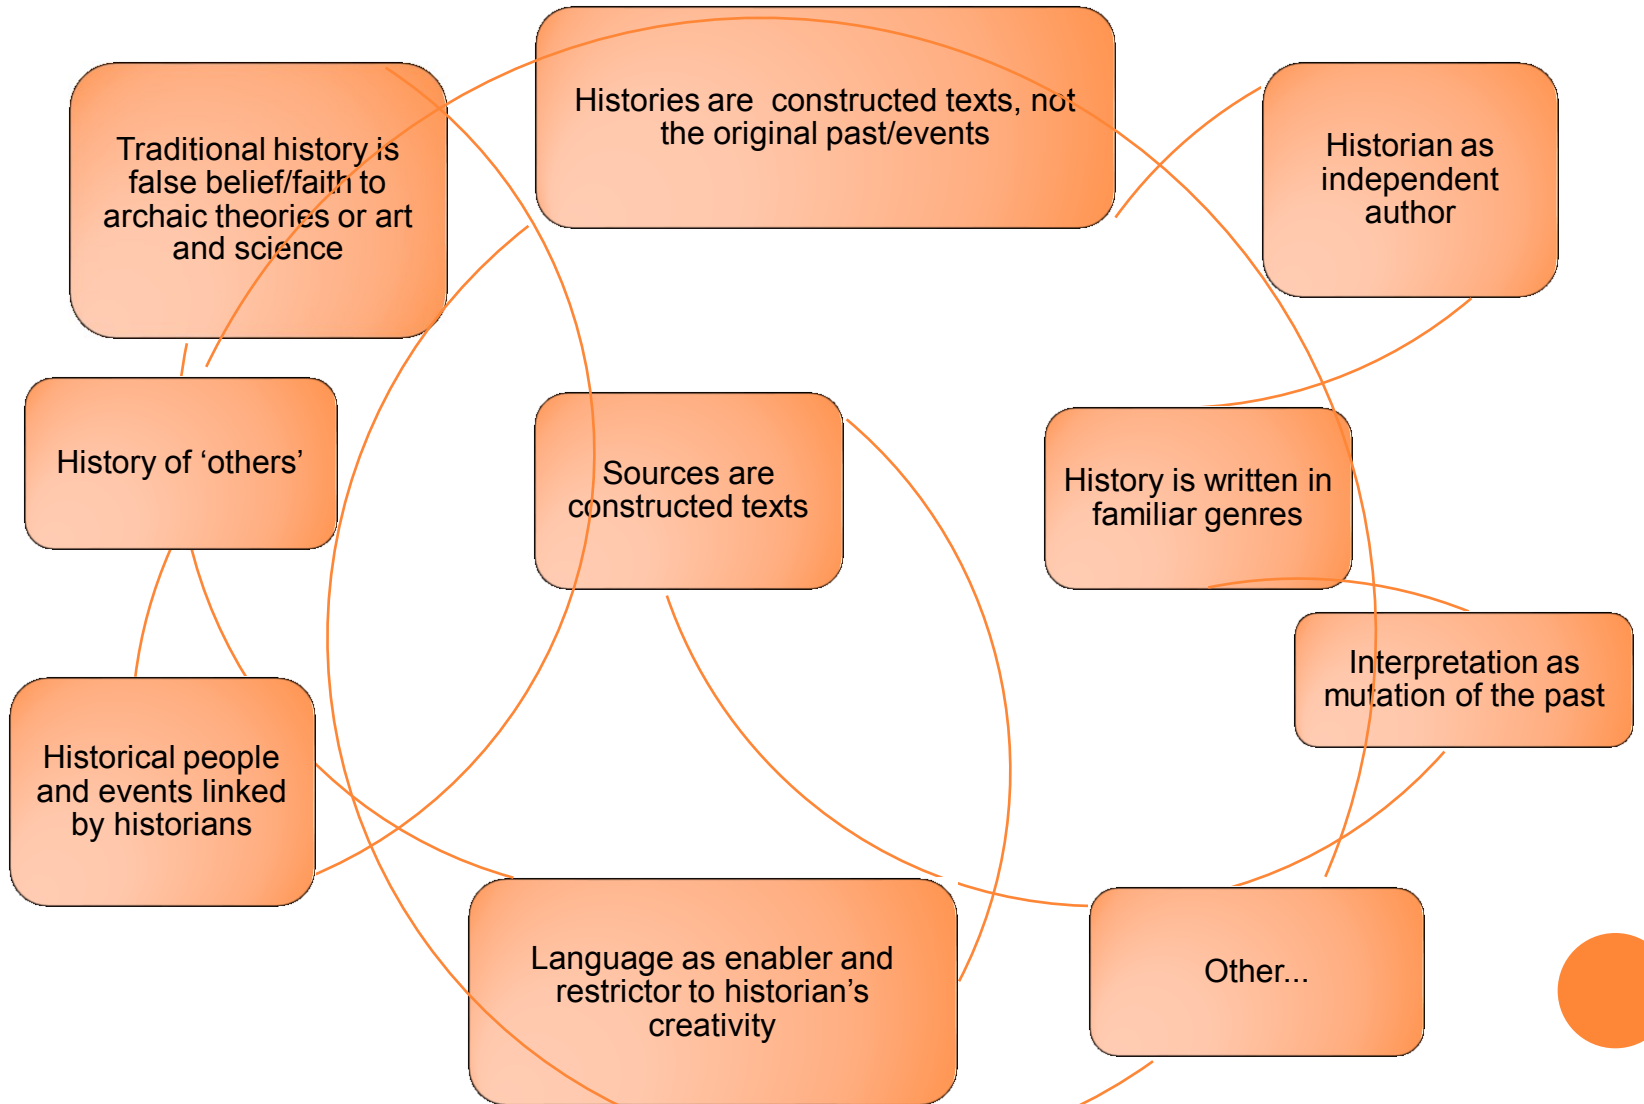 Histories are constructed texts, not
the original past/events
Traditional history is
false belief/faith to
archaic theories or art
and science
Historian as
independent
author
History of ‘others’
Sources are
constructed texts
History is written in
familiar genres
Interpretation as
mutation of the past
Historical people
and events linked
by historians
Language as enabler and
restrictor to historian’s
creativity
Other...